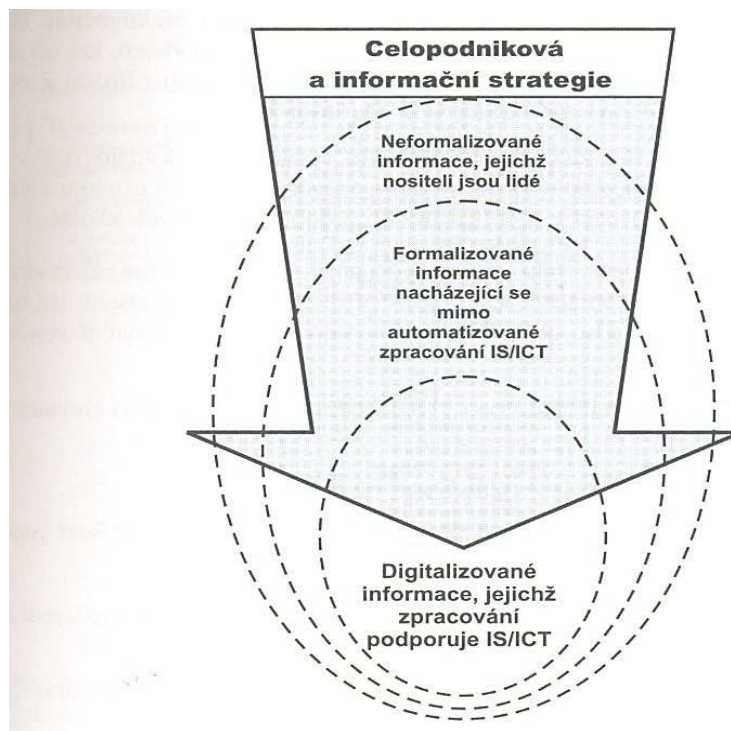 Celopodniková
a informační strategie
Neformalizované
informace, jejichž
nositeli jsou lidé
Formalizované
informace
nacházející se
mimo
automatizované
zpracování IS/ICT
Digitalizované
informace, jejichž
zpracování
podporuje IS/ICT